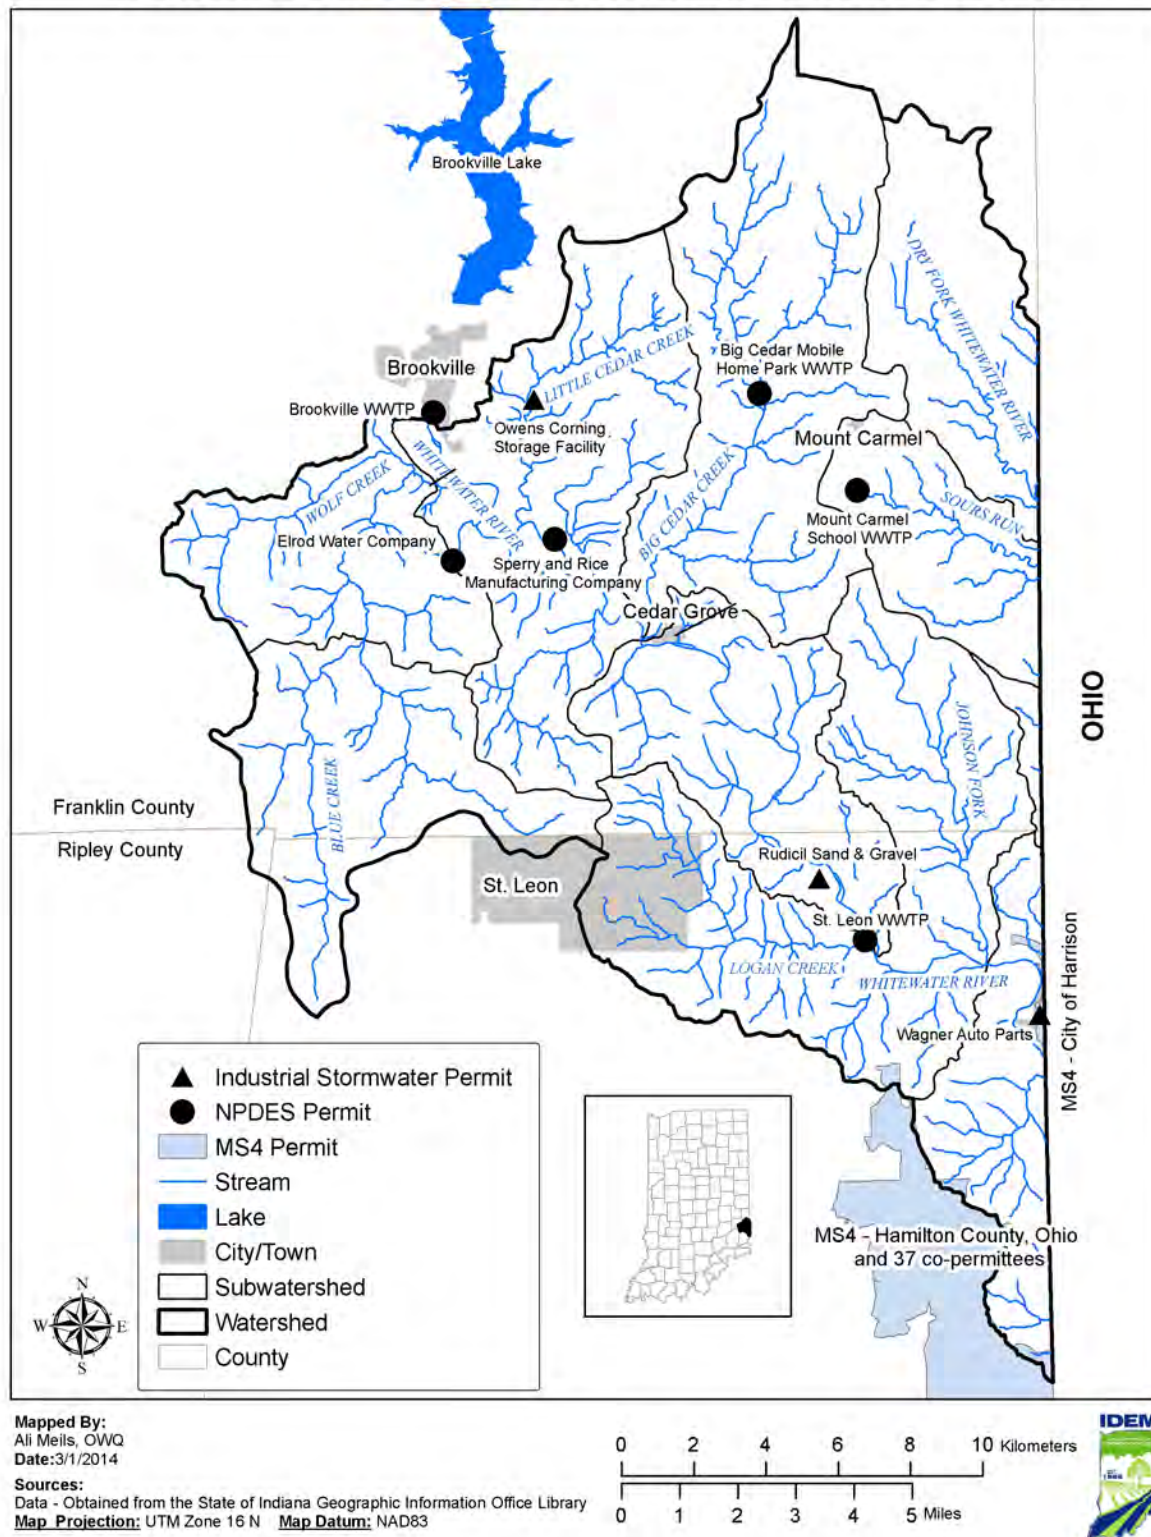 Brookville Lake
DRY FORK WHITEWATER RIVER
Brookville
LITTLE CEDAR CREEK
Big Cedar Mobile
Home Park WWTP
Brookville WWTP
Owens Corning
Storage Facility
Mount Carmel
WHITEWATER RIVER
WOLF CREEK
BIG CEDAR CREEK
SOURS RUN
Mount Carmel
School WWTP
Elrod Water Company
Sperry and Rice
Manufacturing Company
Cedar Grove
OHIO
JOHNSON FORK
BLUE CREEK
Franklin County
Ripley County
Rudicil Sand & Gravel
St. Leon
St. Leon WWTP
LOGAN CREEK
WHITEWATER RIVER
MS4 - City of Harrison
Wagner Auto Parts
Industrial Stormwater Permit
NPDES Permit
MS4 Permit
Stream
Lake
City/Town
Subwatershed
Watershed
County
N
W E
S
MS4 - Hamilton County, Ohio
and 37 co-permittees
Mapped By:
Ali Meils, OWQ
Date:3/1/2014
Sources:
Data - Obtained from the State of Indiana Geographic Information Office Library
Map Projection: UTM Zone 16 N Map Datum: NAD83
0 2 4 6 8 10 Kilometers
0 1 2 3 4 5 Miles
IDEM